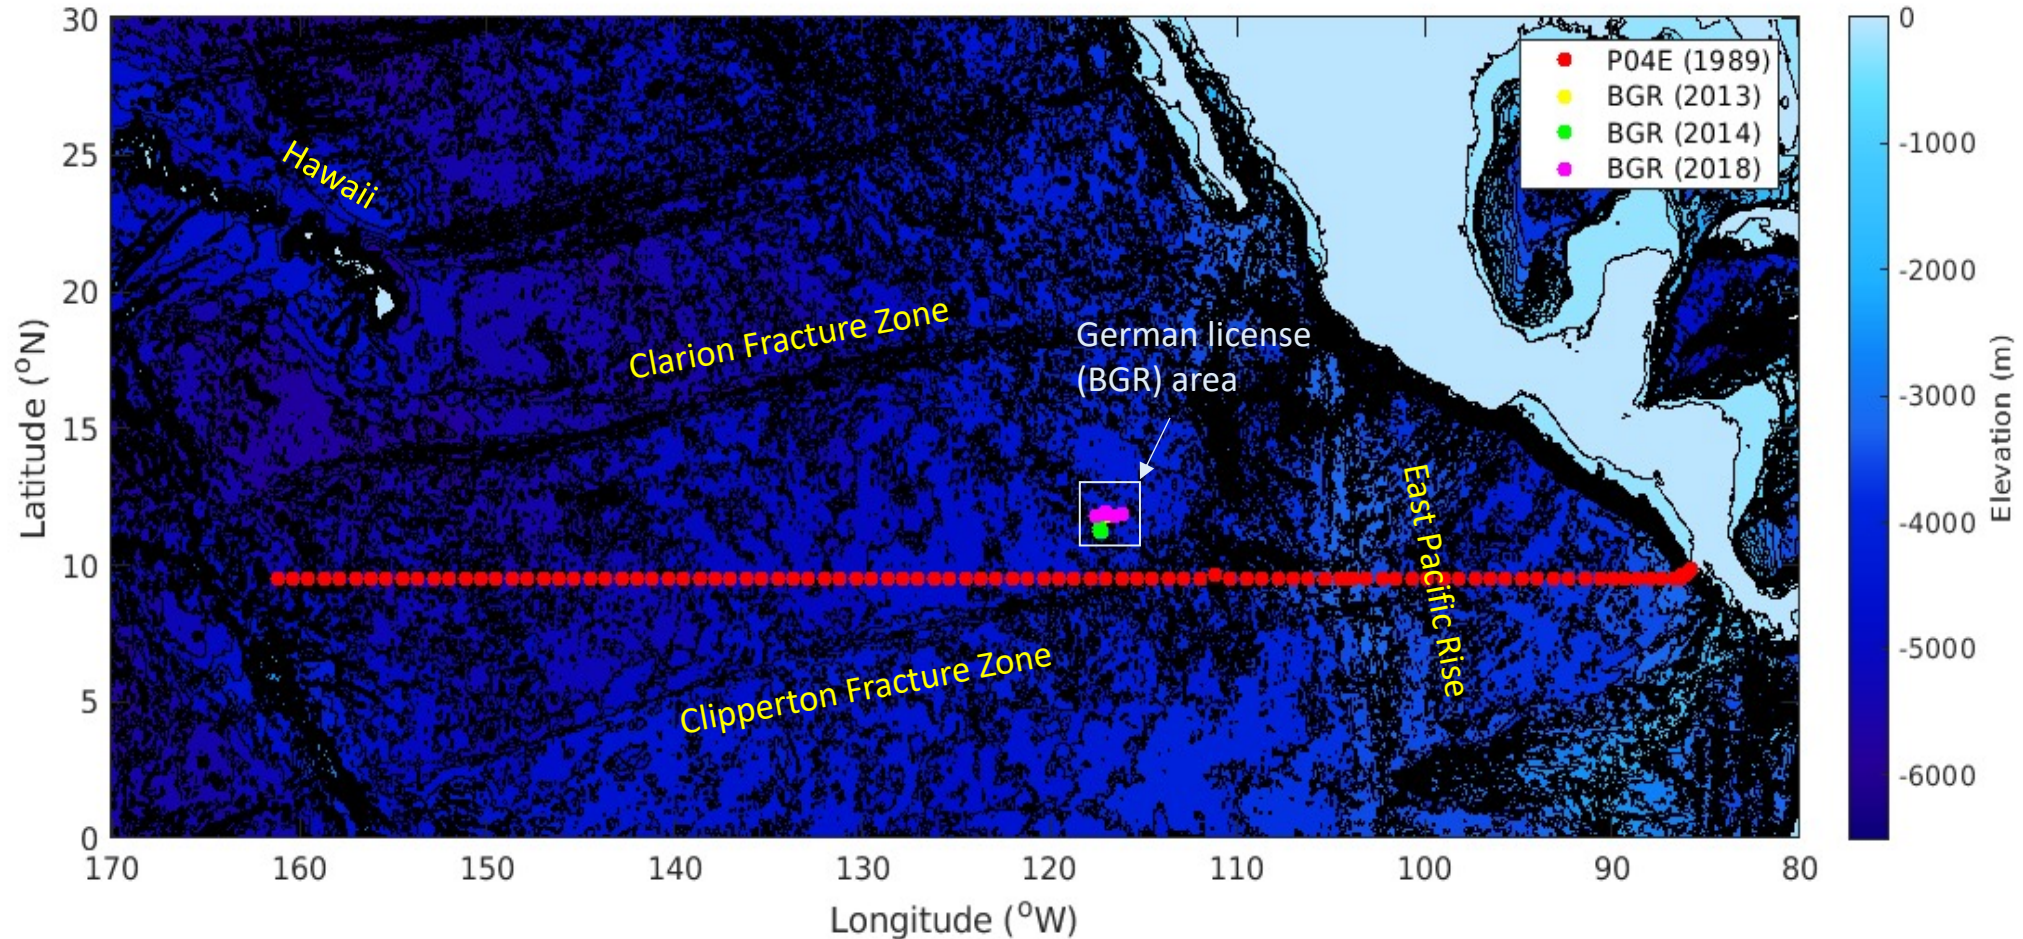 30
25
20
15
10
5
0
170
160
150
140
130
120
110
100
90
80
Latitude (°N)
Longitude (°W)
Hawaii
Clarion Fracture Zone
German license
(BGR) area
Clipperton Fracture Zone
East Pacific Rise
P04E (1989)
BGR (2013)
BGR (2014)
BGR (2018)
0
-1000
-2000
-3000
-4000
-5000
-6000
Elevation (m)